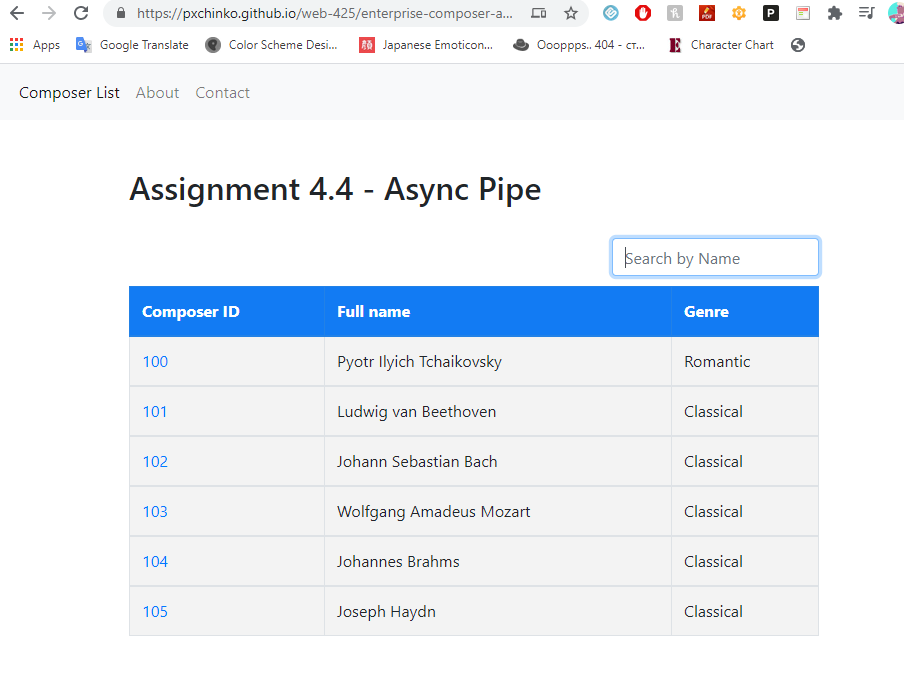 https://pxchinko.github.io/web-425/enterprise-composer-a...
PDF
P
Apps Google Translate Color Scheme Desi... Japanese Emoticon... Oooppps.. 404 - ст... Character Chart
Composer List About Contact
Assignment 4.4 - Async Pipe
Search by Name
Composer ID Full name Genre
100 Pyotr Ilyich Tchaikovsky Romantic
101 Ludwig van Beethoven Classical
102 Johann Sebastian Bach Classical
103 Wolfgang Amadeus Mozart Classical
104 Johannes Brahms Classical
105 Joseph Haydn Classical